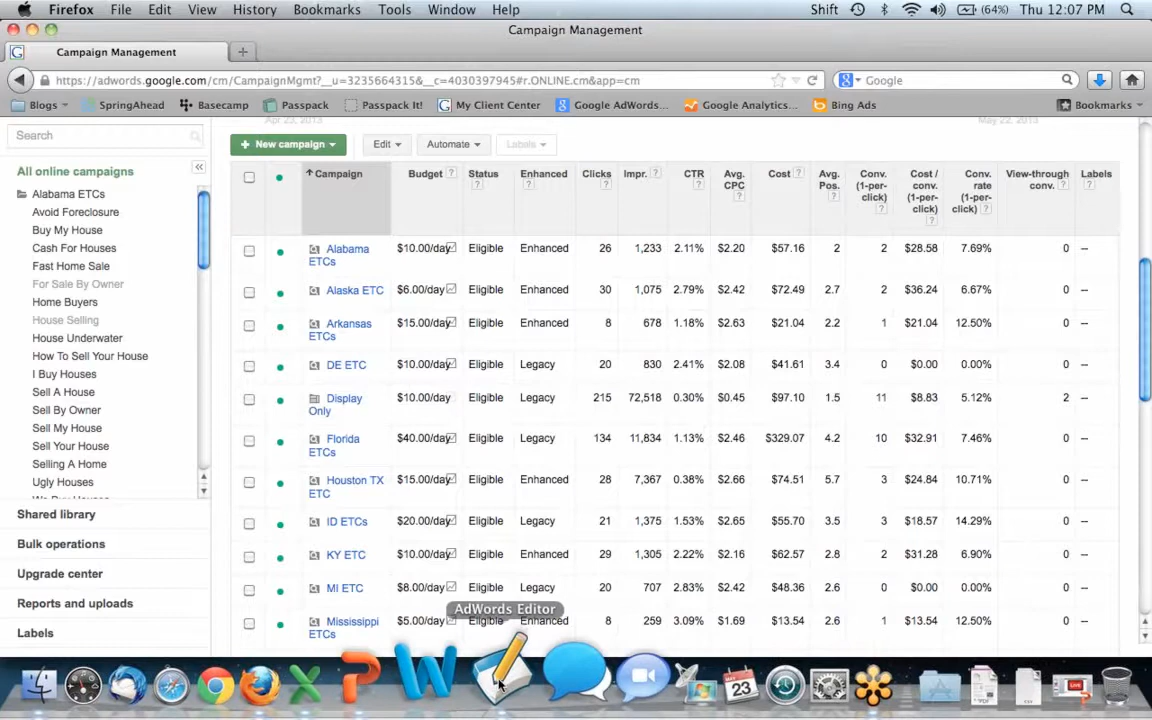 Firefox File Edit View History Bookmarks Tools Window Help Shift (64%) Thu 12:07 PM
Campaign Management
Campaign Management
https://adwords.google.com/cm/CampaignMgmt?__u=3235664315&__c=4030397945#r.ONLINE.cm&app=cm Google
Blogs SpringAhead Basecamp Passpack Passpack It! My Client Center Google AdWords... Google Analytics... Bing Ads Bookmarks
Apr 23, 2013 May 22, 2013
Search
+ New campaign Edit Automate Labels
All online campaigns
Alabama ETCs
Avoid Foreclosure
Buy My House
Cash For Houses
Fast Home Sale
For Sale By Owner
Home Buyers
House Selling
House Underwater
How To Sell Your House
I Buy Houses
Sell A House
Sell By Owner
Sell My House
Sell Your House
Selling A Home
Ugly Houses
We Buy Houses
Shared library
Bulk operations
Upgrade center
Reports and uploads
Labels
Campaign Budget ? Status ? Enhanced ? Clicks ? Impr. ? CTR ? Avg. CPC ? Cost ? Avg. Pos. ? Conv. (1-per-click) ? Cost / conv. (1-per-click) ? Conv. rate (1-per-click) ? View-through conv. ? Labels ?
Alabama ETCs $10.00/day Eligible Enhanced 26 1,233 2.11% $2.20 $57.16 2 2 $28.58 7.69% 0 --
Alaska ETC $6.00/day Eligible Enhanced 30 1,075 2.79% $2.42 $72.49 2.7 2 $36.24 6.67% 0 --
Arkansas ETCs $15.00/day Eligible Enhanced 8 678 1.18% $2.63 $21.04 2.2 1 $21.04 12.50% 0 --
DE ETC $10.00/day Eligible Legacy 20 830 2.41% $2.08 $41.61 3.4 0 $0.00 0.00% 0 --
Display Only $10.00/day Eligible Legacy 215 72,518 0.30% $0.45 $97.10 1.5 11 $8.83 5.12% 2 --
Florida ETCs $40.00/day Eligible Legacy 134 11,834 1.13% $2.46 $329.07 4.2 10 $32.91 7.46% 0 --
Houston TX ETC $15.00/day Eligible Enhanced 28 7,367 0.38% $2.66 $74.51 5.7 3 $24.84 10.71% 0 --
ID ETCs $20.00/day Eligible Legacy 21 1,375 1.53% $2.65 $55.70 3.5 3 $18.57 14.29% 0 --
KY ETC $10.00/day Eligible Enhanced 29 1,305 2.22% $2.16 $62.57 2.8 2 $31.28 6.90% 0 --
MI ETC $8.00/day Eligible Legacy 20 707 2.83% $2.42 $48.36 2.6 0 $0.00 0.00% 0 --
Mississippi ETCs $5.00/day Eligible Enhanced 8 259 3.09% $1.69 $13.54 2.6 1 $13.54 12.50% 0 --
AdWords Editor
23